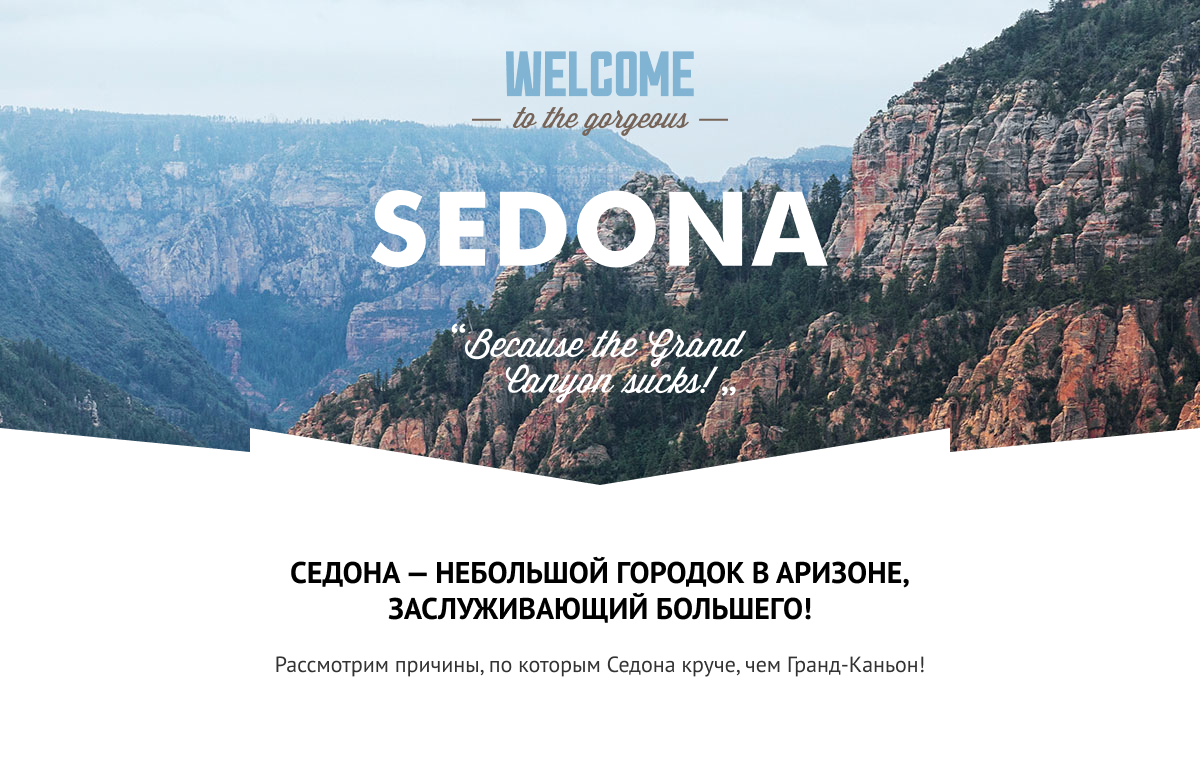 WELCOME
— to the gorgeous —
SEDONA
“Because the Grand
Canyon sucks!„
СЕДОНА — НЕБОЛЬШОЙ ГОРОДОК В АРИЗОНЕ,
ЗАСЛУЖИВАЮЩИЙ БОЛЬШЕГО!
Рассмотрим причины, по которым Седона круче, чем Гранд-Каньон!